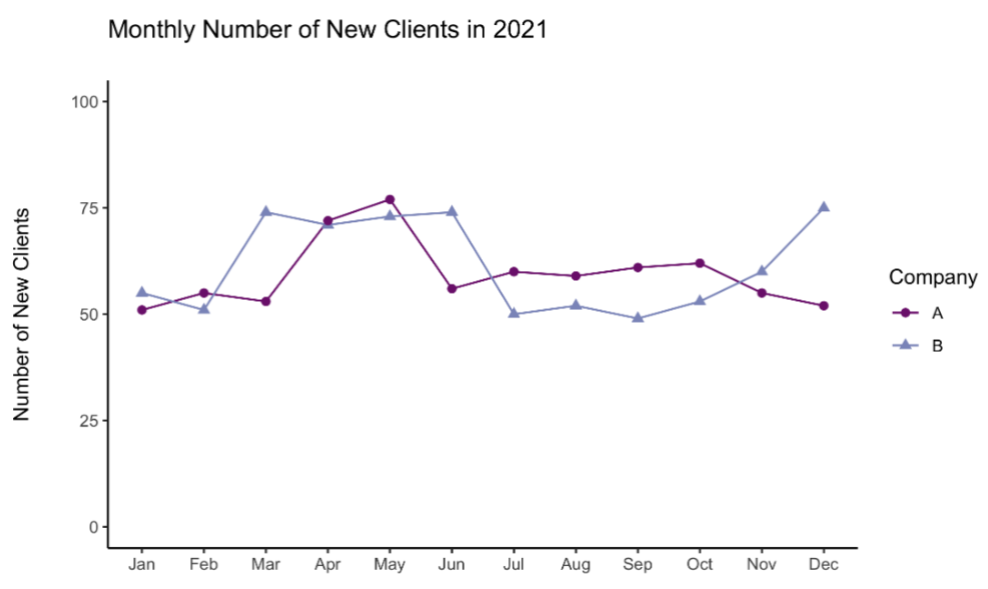 Monthly Number of New Clients in 2021
Number of New Clients
100
75
50
25
0
Jan Feb Mar Apr May Jun Jul Aug Sep Oct Nov Dec
Company
A
B